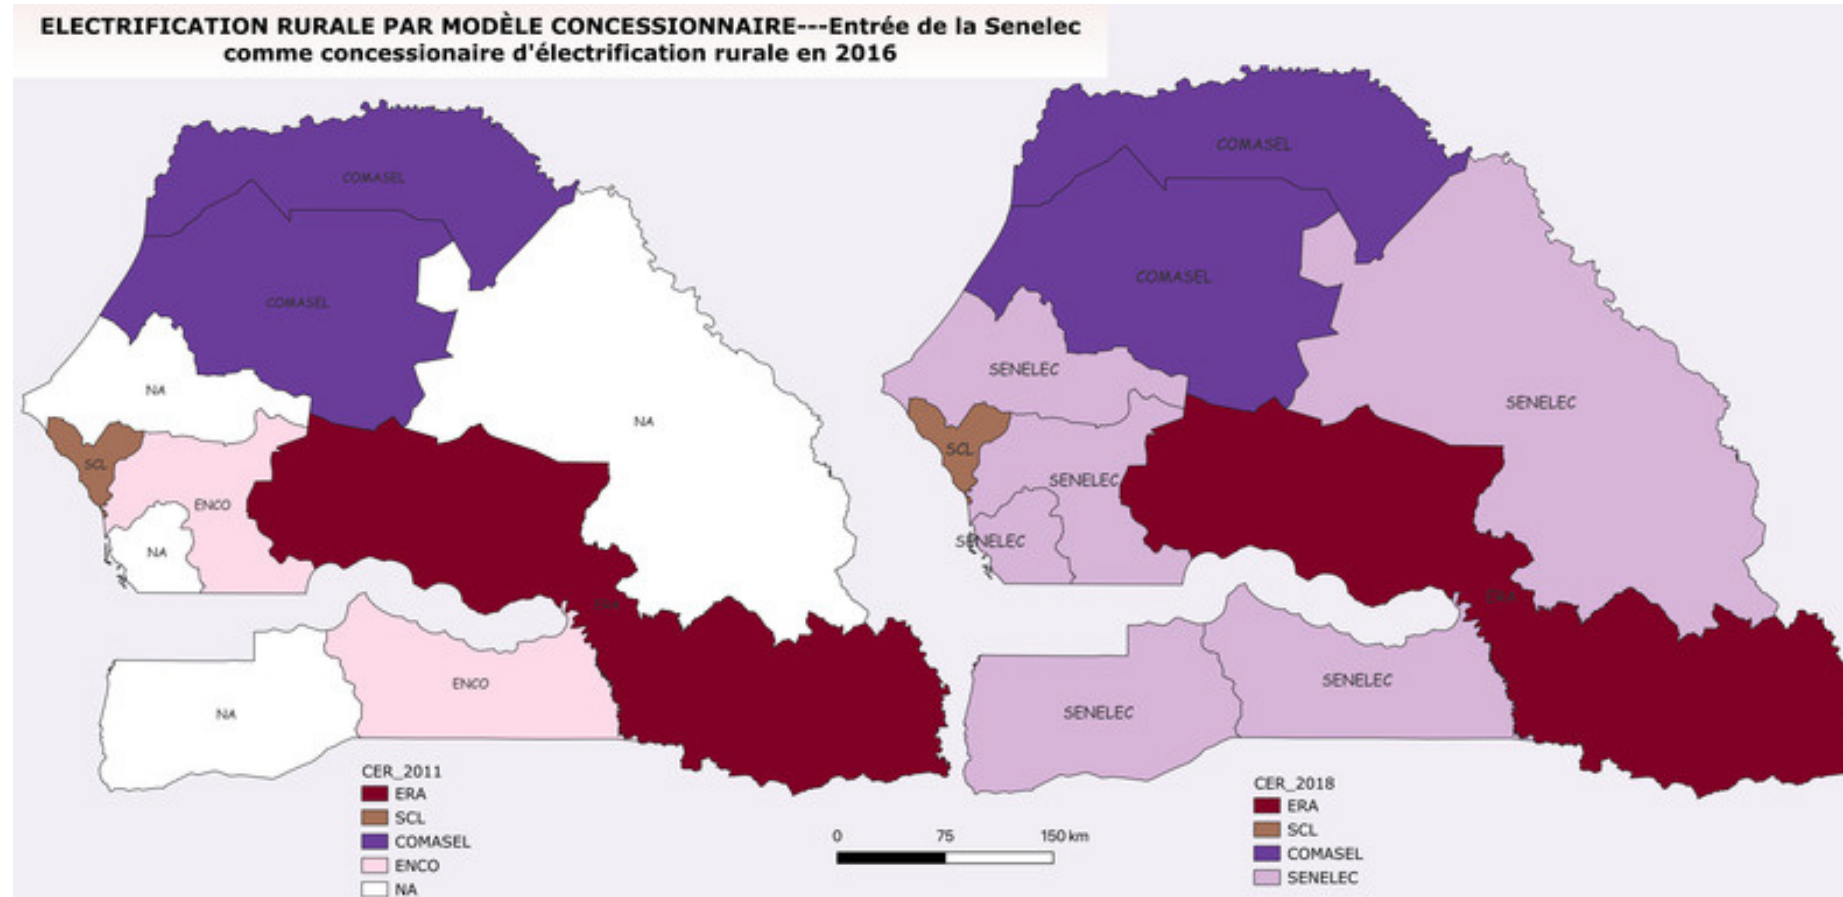 ELECTRIFICATION RURALE PAR MODÈLE CONCESSIONNAIRE---Entrée de la Senelec
comme concessionaire d'électrification rurale en 2016
COMASEL
COMASEL
NA
NA
SCL
ENCO
NA
ERA
ENCO
NA
CER_2011
ERA
SCL
COMASEL
ENCO
NA
0 75 150 km
COMASEL
COMASEL
SENELEC
SENELEC
SCL
SENELEC
SENELEC
ERA
SENELEC
SENELEC
CER_2018
ERA
SCL
COMASEL
SENELEC